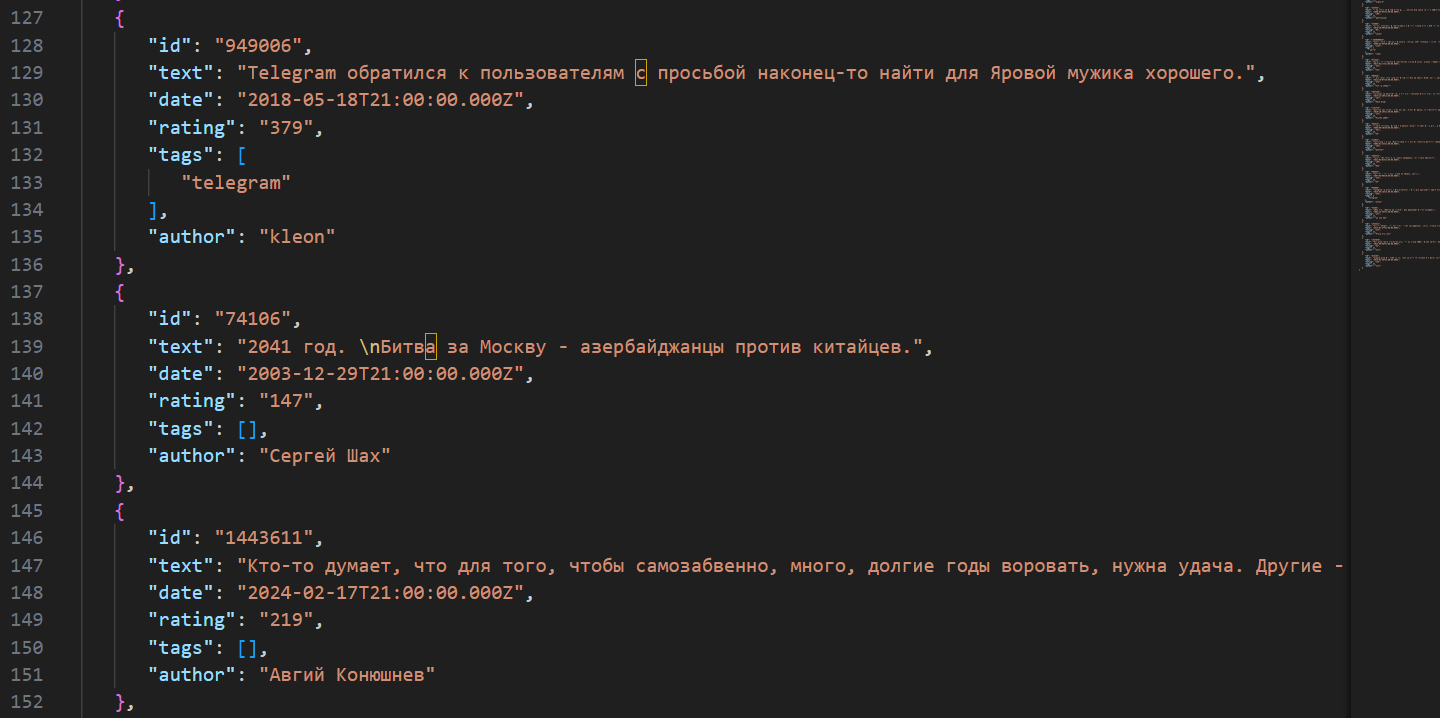 127 {
128 "id": "949006",
129 "text": "Telegram обратился к пользователям с просьбой наконец-то найти для Яровой мужика хорошего.",
130 "date": "2018-05-18T21:00:00.000Z",
131 "rating": "379",
132 "tags": [
133 "telegram"
134 ],
135 "author": "kleon"
136 },
137 {
138 "id": "74106",
139 "text": "2041 год. \nБитва за Москву - азербайджанцы против китайцев.",
140 "date": "2003-12-29T21:00:00.000Z",
141 "rating": "147",
142 "tags": [],
143 "author": "Сергей Шах"
144 },
145 {
146 "id": "1443611",
147 "text": "Кто-то думает, что для того, чтобы самозабвенно, много, долгие годы воровать, нужна удача. Другие -
148 "date": "2024-02-17T21:00:00.000Z",
149 "rating": "219",
150 "tags": [],
151 "author": "Авгий Конюшнев"
152 },